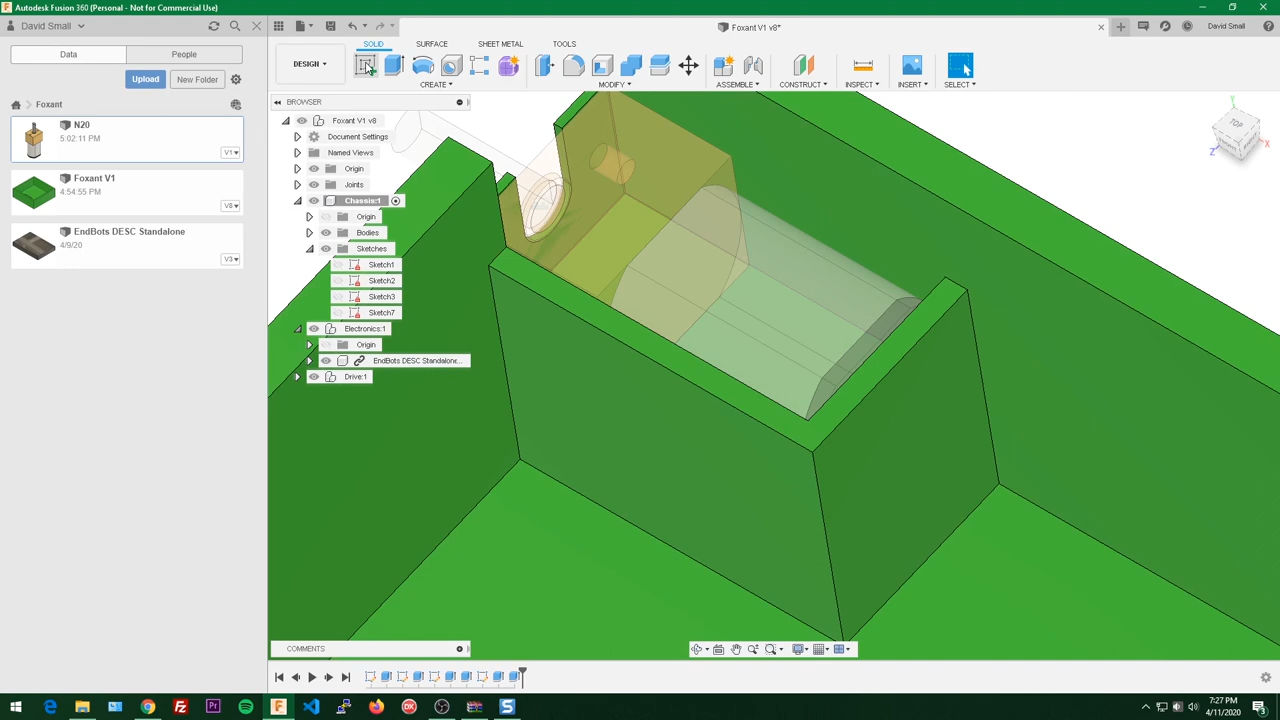 Autodesk Fusion 360 (Personal - Not for Commercial Use)
David Small
Foxant V1 v8*
David Small
Data
People
Upload
New Folder
Foxant
N20
5:02:11 PM
V1▾
Foxant V1
4:54:55 PM
V8▾
EndBots DESC Standalone
4/9/20
V3▾
DESIGN ▾
SOLID
SURFACE
SHEET METAL
TOOLS
CREATE ▾
MODIFY ▾
ASSEMBLE ▾
CONSTRUCT ▾
INSPECT ▾
INSERT ▾
SELECT ▾
BROWSER
Foxant V1 v8
Document Settings
Named Views
Origin
Joints
Chassis:1
Origin
Bodies
Sketches
Sketch1
Sketch2
Sketch3
Sketch7
Electronics:1
Origin
EndBots DESC Standalone...
Drive:1
TOP
Y
X
Z
COMMENTS
7:27 PM
4/11/2020